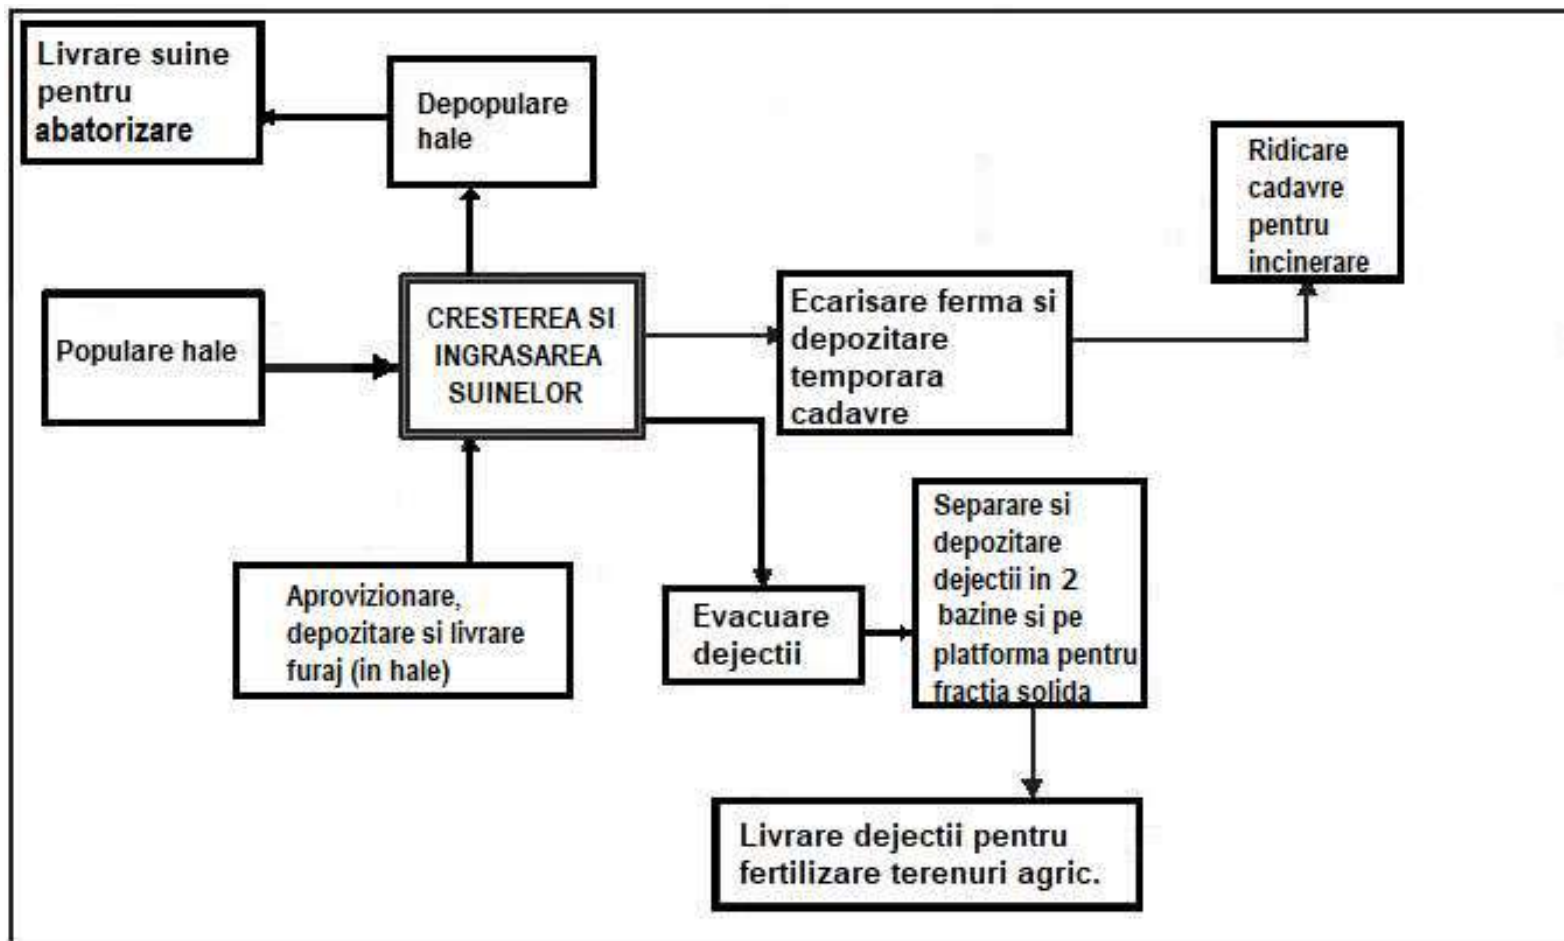 Livrare suine
pentru
abatorizare
Depopulare
hale
Ridicare
cadavre
pentru
incinerare
Populare hale
CRESTEREA SI
INGRASAREA
SUINELOR
Ecarisare ferma si
depozitare
temporara
cadavre
Aprovizionare,
depozitare si livrare
furaj (in hale)
Evacuare
dejectii
Separare si
depozitare
dejectii in 2
bazine si pe
platforma pentru
fractia solida
Livrare dejectii pentru
fertilizare terenuri agric.